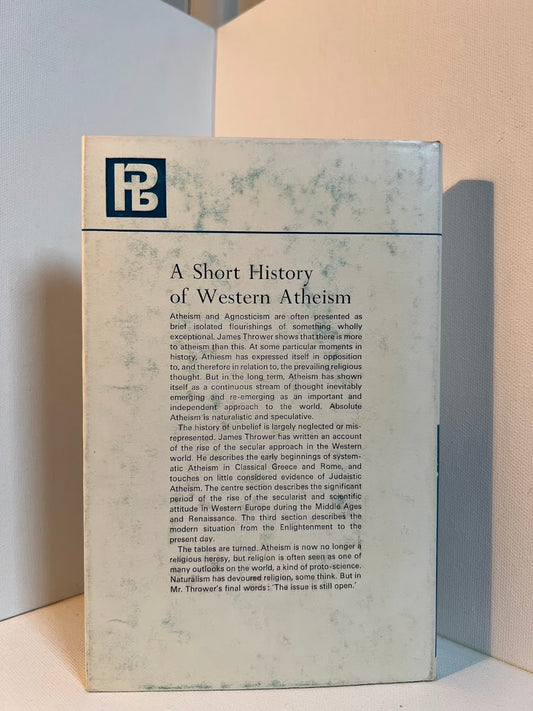 A Short History
of Western Atheism
Atheism and Agnosticism are often presented as
brief isolated flourishings of something wholly
exceptional. James Thrower shows that there is more
to atheism than this. At some particular moments in
history, Athiesm has expressed itself in opposition
to, and therefore in relation to, the prevailing religious
thought. But in the long term, Atheism has shown
itself as a continuous stream of thought inevitably
emerging and re-emerging as an important and
independent approach to the world. Absolute
Atheism is naturalistic and speculative.
The history of unbelief is largely neglected or mis-
represented. James Thrower has written an account
of the rise of the secular approach in the Western
world. He describes the early beginnings of system-
atic Atheism in Classical Greece and Rome, and
touches on little considered evidence of Judaistic
Atheism. The centre section describes the significant
period of the rise of the secularist and scientific
attitude in Western Europe during the Middle Ages
and Renaissance. The third section describes the
modern situation from the Enlightenment to the
present day.
The tables are turned. Atheism is now no longer a
religious heresy, but religion is often seen as one of
many outlooks on the world, a kind of proto-science.
Naturalism has devoured religion, some think. But in
Mr. Thrower's final words: 'The issue is still open.'